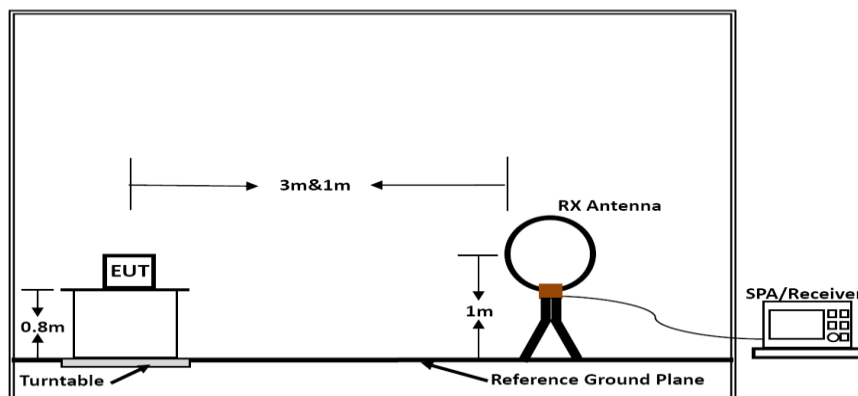 3m&1m
RX Antenna
EUT
SPA/Receiver
0.8m
1m
Turntable
Reference Ground Plane